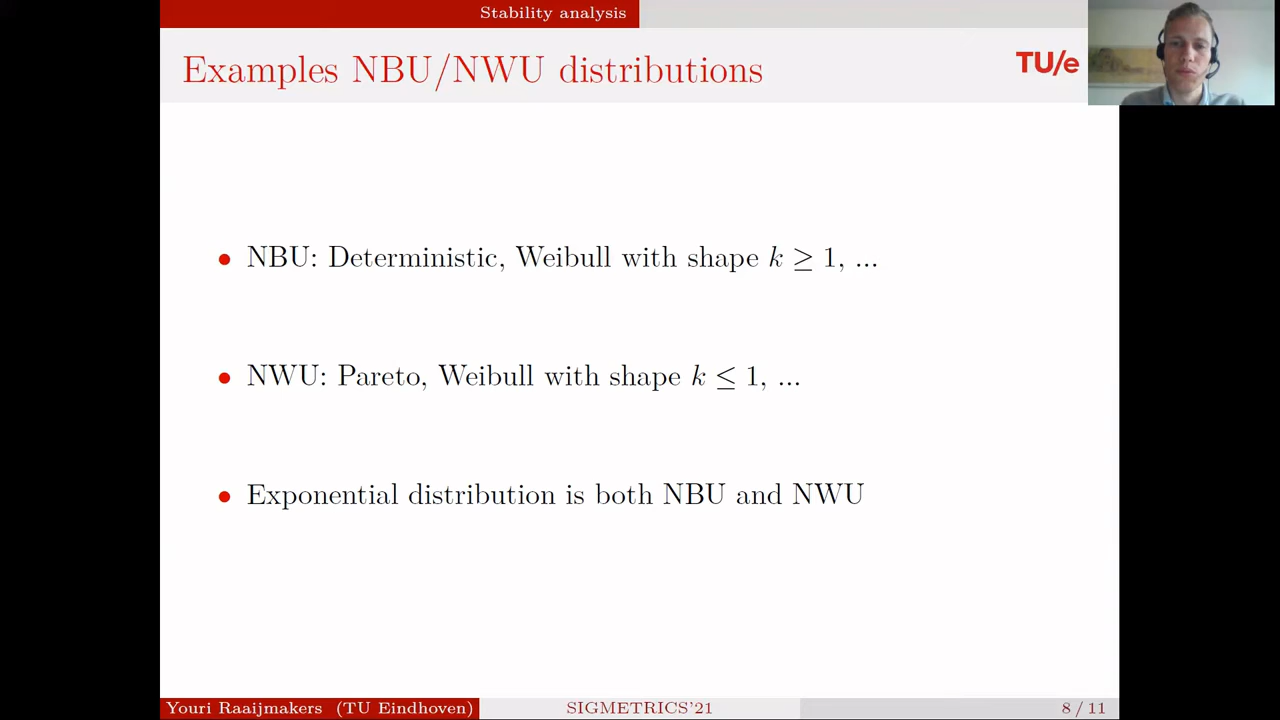 Stability analysis
Examples NBU/NWU distributions
TU/e
• NBU: Deterministic, Weibull with shape k ≥ 1, ...
• NWU: Pareto, Weibull with shape k ≤ 1, ...
• Exponential distribution is both NBU and NWU
Youri Raaijmakers (TU Eindhoven)
SIGMETRICS'21
8 / 11